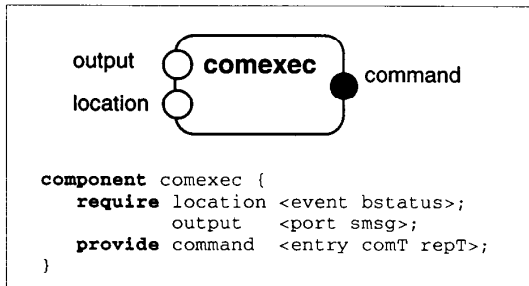 output
comexec
command
location
component comexec {
require location <event bstatus>;
output <port smsg>;
provide command <entry comT repT>;
}